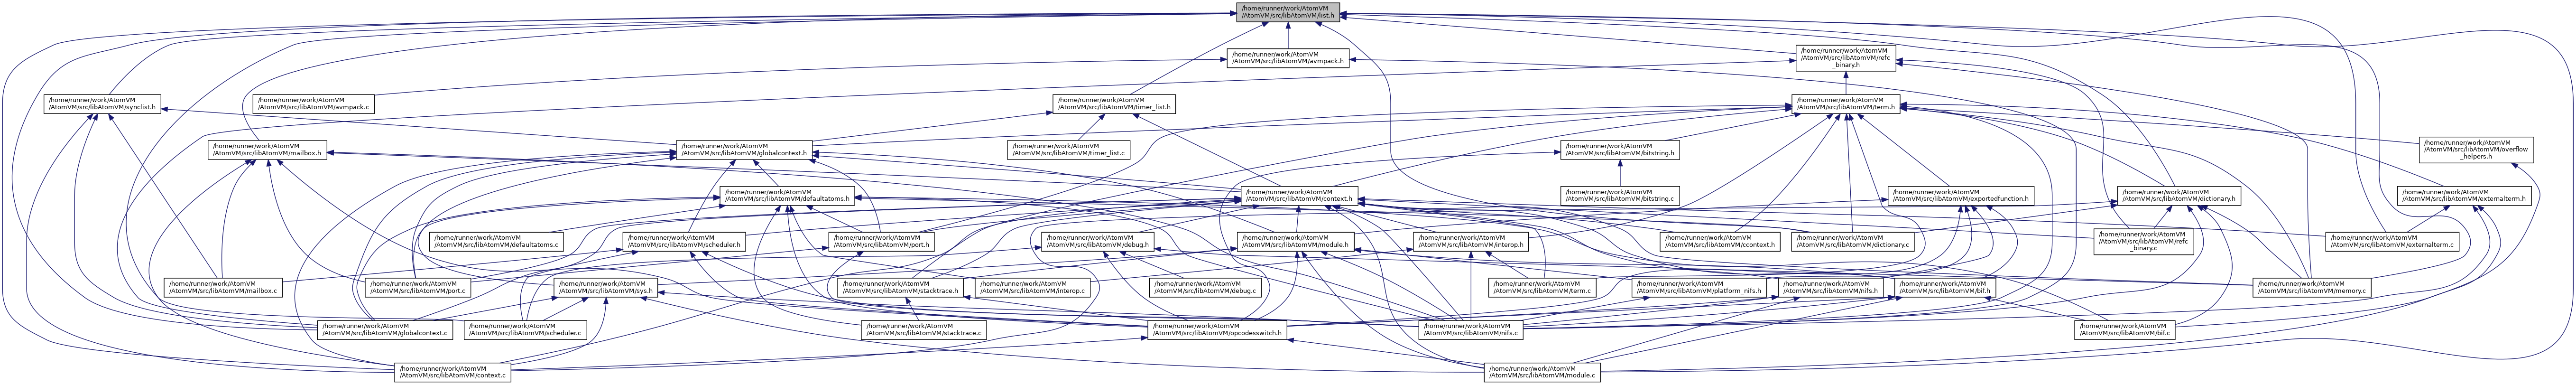 /home/runner/work/AtomVM
/AtomVM/src/libAtomVM/list.h
/home/runner/work/AtomVM
/AtomVM/src/libAtomVM/avmpack.h
/home/runner/work/AtomVM
/AtomVM/src/libAtomVM/refc
_binary.h
/home/runner/work/AtomVM
/AtomVM/src/libAtomVM/synclist.h
/home/runner/work/AtomVM
/AtomVM/src/libAtomVM/avmpack.c
/home/runner/work/AtomVM
/AtomVM/src/libAtomVM/timer_list.h
/home/runner/work/AtomVM
/AtomVM/src/libAtomVM/term.h
/home/runner/work/AtomVM
/AtomVM/src/libAtomVM/mailbox.h
/home/runner/work/AtomVM
/AtomVM/src/libAtomVM/globalcontext.h
/home/runner/work/AtomVM
/AtomVM/src/libAtomVM/timer_list.c
/home/runner/work/AtomVM
/AtomVM/src/libAtomVM/bitstring.h
/home/runner/work/AtomVM
/AtomVM/src/libAtomVM/overflow
_helpers.h
/home/runner/work/AtomVM
/AtomVM/src/libAtomVM/defaultatoms.h
/home/runner/work/AtomVM
/AtomVM/src/libAtomVM/context.h
/home/runner/work/AtomVM
/AtomVM/src/libAtomVM/bitstring.c
/home/runner/work/AtomVM
/AtomVM/src/libAtomVM/exportedfunction.h
/home/runner/work/AtomVM
/AtomVM/src/libAtomVM/dictionary.h
/home/runner/work/AtomVM
/AtomVM/src/libAtomVM/externalterm.h
/home/runner/work/AtomVM
/AtomVM/src/libAtomVM/defaultatoms.c
/home/runner/work/AtomVM
/AtomVM/src/libAtomVM/scheduler.h
/home/runner/work/AtomVM
/AtomVM/src/libAtomVM/port.h
/home/runner/work/AtomVM
/AtomVM/src/libAtomVM/debug.h
/home/runner/work/AtomVM
/AtomVM/src/libAtomVM/module.h
/home/runner/work/AtomVM
/AtomVM/src/libAtomVM/interop.h
/home/runner/work/AtomVM
/AtomVM/src/libAtomVM/ccontext.h
/home/runner/work/AtomVM
/AtomVM/src/libAtomVM/dictionary.c
/home/runner/work/AtomVM
/AtomVM/src/libAtomVM/refc
_binary.c
/home/runner/work/AtomVM
/AtomVM/src/libAtomVM/externalterm.c
/home/runner/work/AtomVM
/AtomVM/src/libAtomVM/mailbox.c
/home/runner/work/AtomVM
/AtomVM/src/libAtomVM/port.c
/home/runner/work/AtomVM
/AtomVM/src/libAtomVM/sys.h
/home/runner/work/AtomVM
/AtomVM/src/libAtomVM/stacktrace.h
/home/runner/work/AtomVM
/AtomVM/src/libAtomVM/interop.c
/home/runner/work/AtomVM
/AtomVM/src/libAtomVM/debug.c
/home/runner/work/AtomVM
/AtomVM/src/libAtomVM/term.c
/home/runner/work/AtomVM
/AtomVM/src/libAtomVM/platform_nifs.h
/home/runner/work/AtomVM
/AtomVM/src/libAtomVM/nifs.h
/home/runner/work/AtomVM
/AtomVM/src/libAtomVM/bif.h
/home/runner/work/AtomVM
/AtomVM/src/libAtomVM/memory.c
/home/runner/work/AtomVM
/AtomVM/src/libAtomVM/globalcontext.c
/home/runner/work/AtomVM
/AtomVM/src/libAtomVM/scheduler.c
/home/runner/work/AtomVM
/AtomVM/src/libAtomVM/stacktrace.c
/home/runner/work/AtomVM
/AtomVM/src/libAtomVM/opcodesswitch.h
/home/runner/work/AtomVM
/AtomVM/src/libAtomVM/nifs.c
/home/runner/work/AtomVM
/AtomVM/src/libAtomVM/bif.c
/home/runner/work/AtomVM
/AtomVM/src/libAtomVM/context.c
/home/runner/work/AtomVM
/AtomVM/src/libAtomVM/module.c